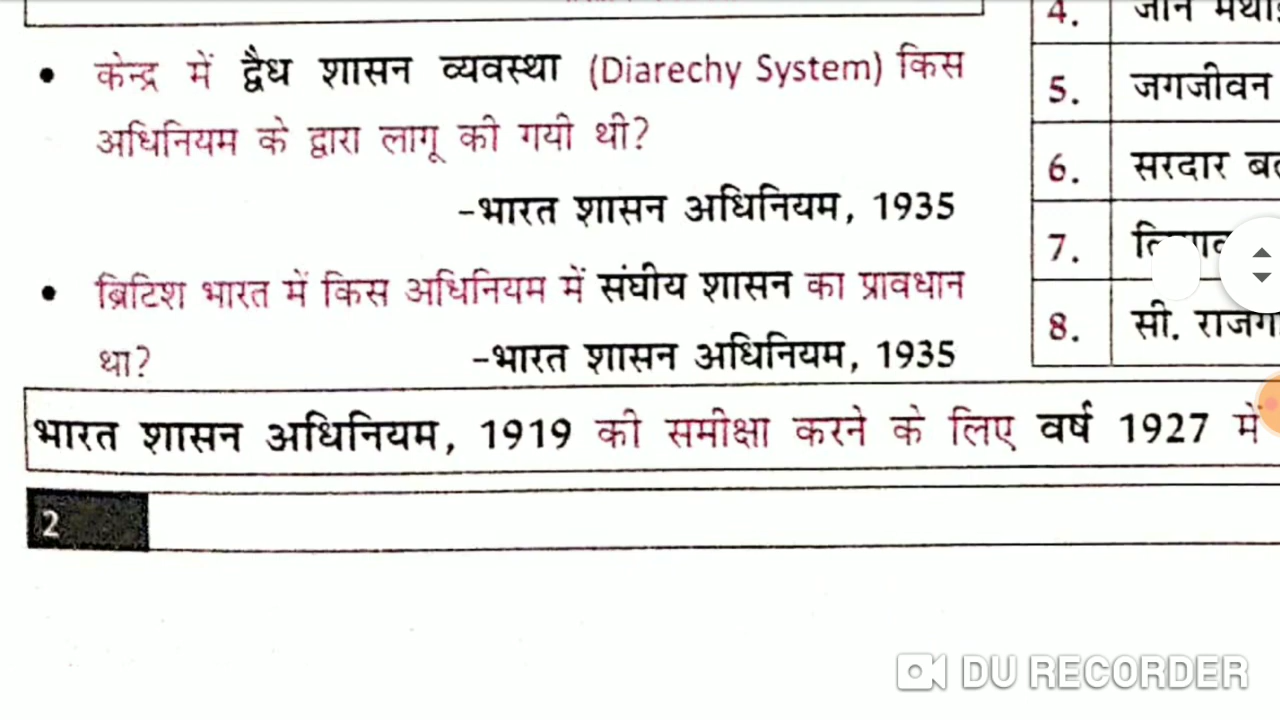 • केन्द्र में द्वैध शासन व्यवस्था (Diarechy System) किस
अधिनियम के द्वारा लागू की गयी थी?
-भारत शासन अधिनियम, 1935
• ब्रिटिश भारत में किस अधिनियम में संघीय शासन का प्रावधान
था? -भारत शासन अधिनियम, 1935
4. जान
5. जगजीवन
6. सरदार
7.
8. सी.
भारत शासन अधिनियम, 1919 की समीक्षा करने के लिए वर्ष 1927 में
2
DU RECORDER